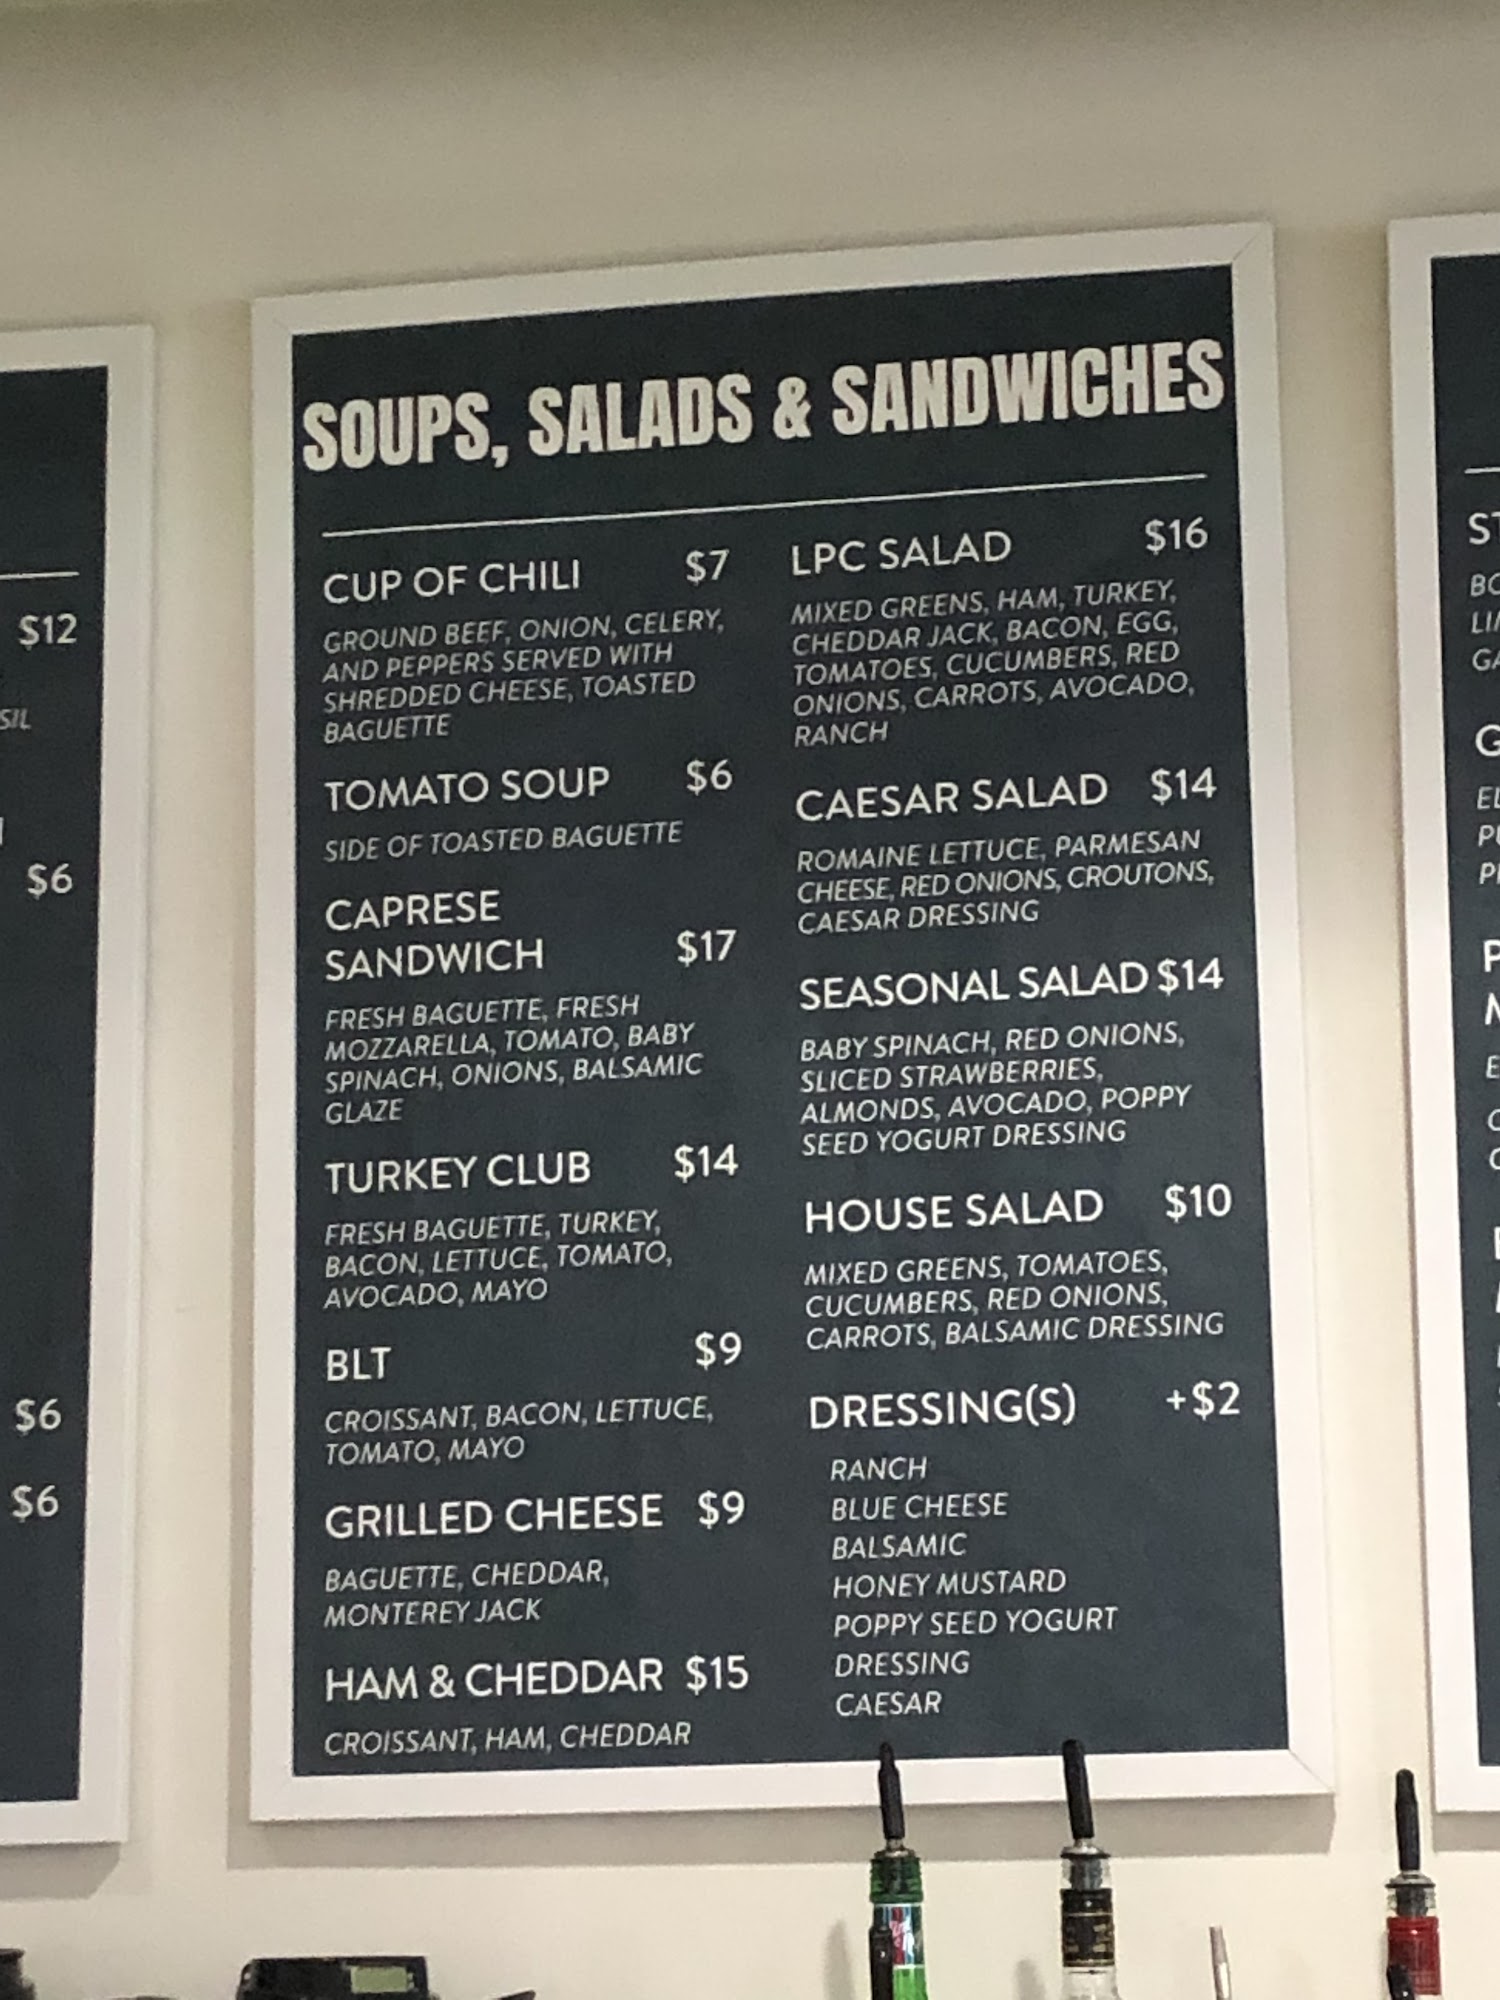 SOUPS, SALADS & SANDWICHES
CUP OF CHILI $7
GROUND BEEF, ONION, CELERY,
AND PEPPERS SERVED WITH
SHREDDED CHEESE, TOASTED
BAGUETTE
TOMATO SOUP $6
SIDE OF TOASTED BAGUETTE
CAPRESE
SANDWICH $17
FRESH BAGUETTE, FRESH
MOZZARELLA, TOMATO, BABY
SPINACH, ONIONS, BALSAMIC
GLAZE
TURKEY CLUB $14
FRESH BAGUETTE, TURKEY,
BACON, LETTUCE, TOMATO,
AVOCADO, MAYO
BLT $9
CROISSANT, BACON, LETTUCE,
TOMATO, MAYO
GRILLED CHEESE $9
BAGUETTE, CHEDDAR,
MONTEREY JACK
HAM & CHEDDAR $15
CROISSANT, HAM, CHEDDAR
LPC SALAD $16
MIXED GREENS, HAM, TURKEY,
CHEDDAR JACK, BACON, EGG,
TOMATOES, CUCUMBERS, RED
ONIONS, CARROTS, AVOCADO,
RANCH
CAESAR SALAD $14
ROMAINE LETTUCE, PARMESAN
CHEESE, RED ONIONS, CROUTONS,
CAESAR DRESSING
SEASONAL SALAD $14
BABY SPINACH, RED ONIONS,
SLICED STRAWBERRIES,
ALMONDS, AVOCADO, POPPY
SEED YOGURT DRESSING
HOUSE SALAD $10
MIXED GREENS, TOMATOES,
CUCUMBERS, RED ONIONS,
CARROTS, BALSAMIC DRESSING
DRESSING(S) +$2
RANCH
BLUE CHEESE
BALSAMIC
HONEY MUSTARD
POPPY SEED YOGURT
DRESSING
CAESAR
$12
$6
$6
$6